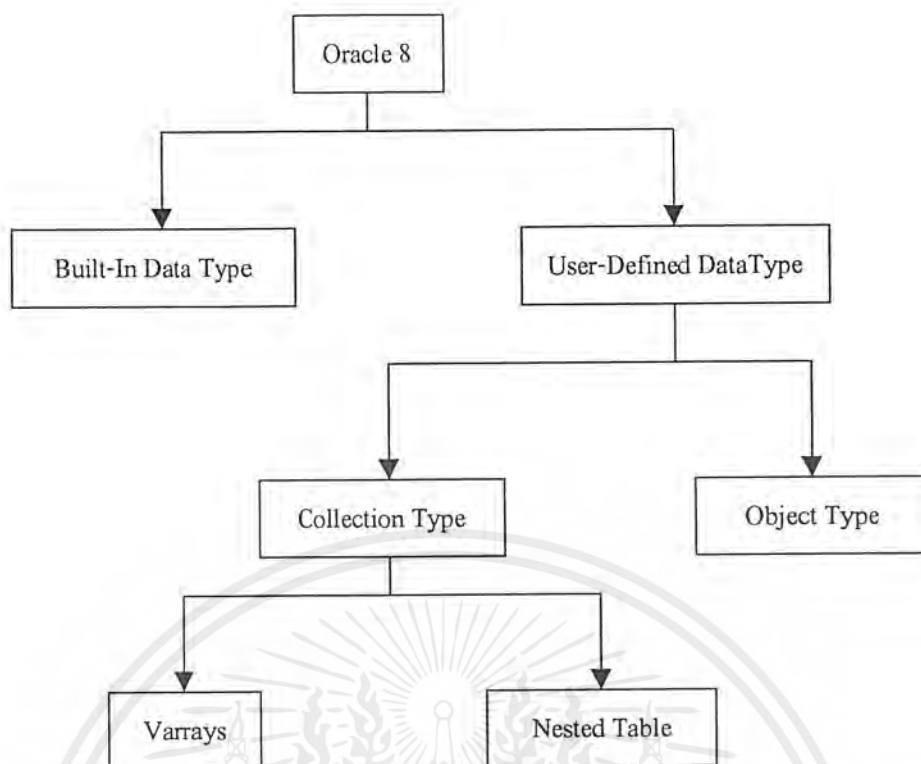 Oracle 8
Built-In Data Type
User-Defined DataType
Collection Type
Object Type
Varrays
Nested Table